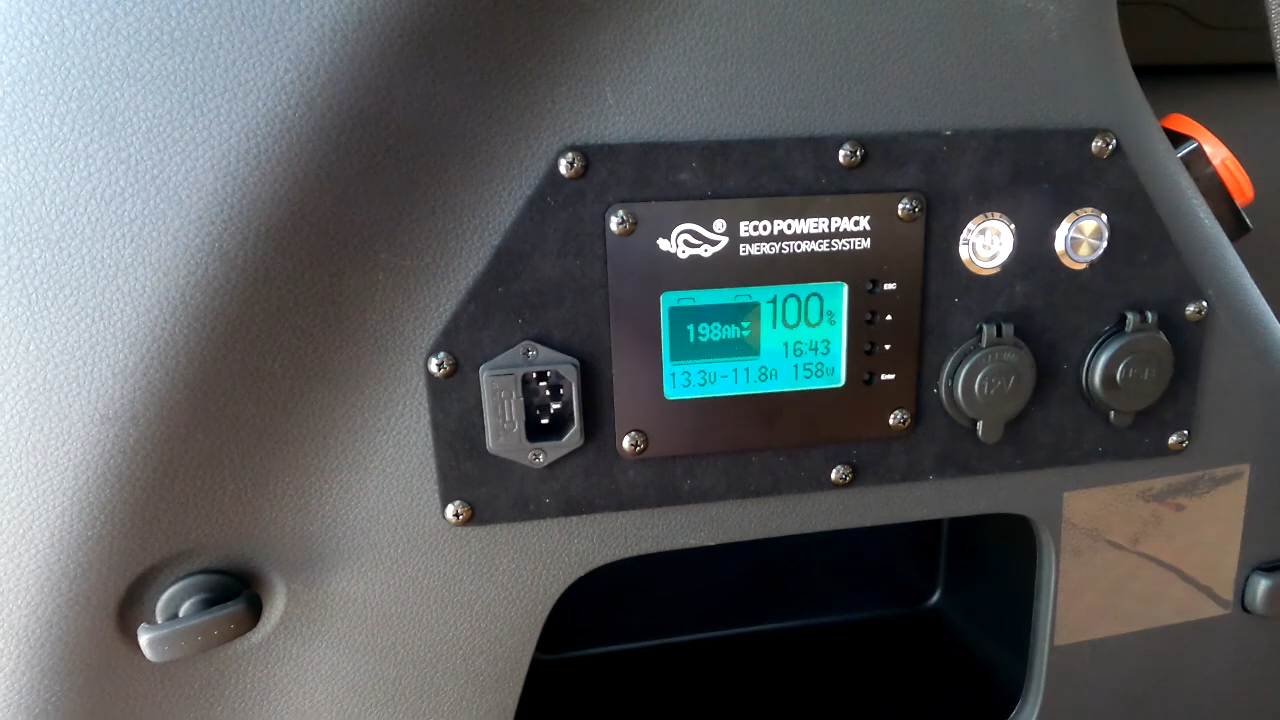 ®
ECO POWER PACK
ENERGY STORAGE SYSTEM
198Ah
100%
16:43
13.3V-11.8A 158W
ESC
▲
▼
Enter
12V
USB